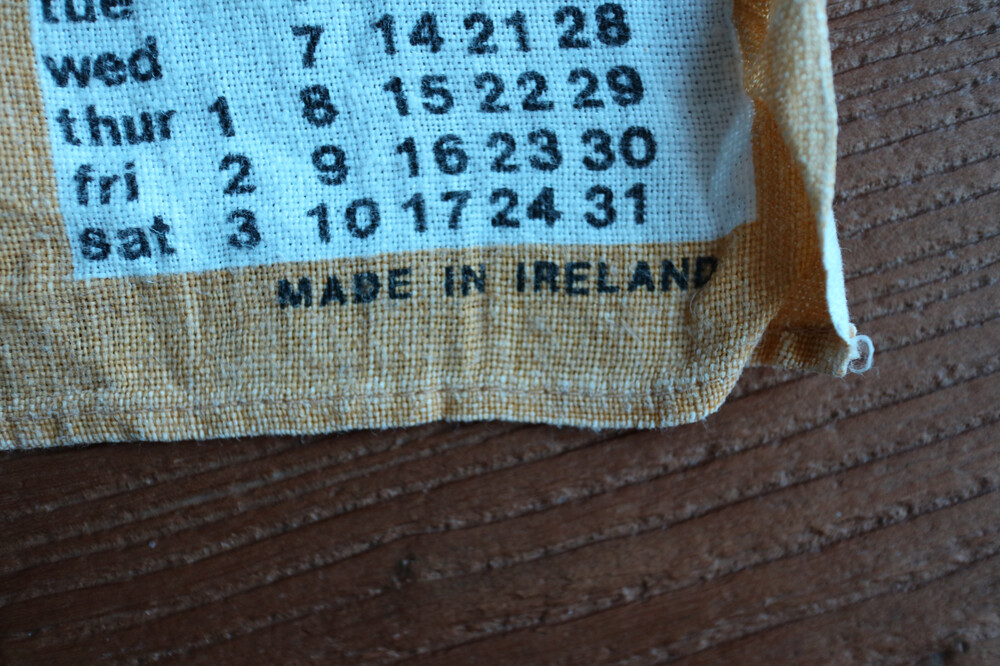 tue
wed 7 14 21 28
thur 1 8 15 22 29
fri 2 9 16 23 30
sat 3 10 17 24 31
MADE IN IRELAND